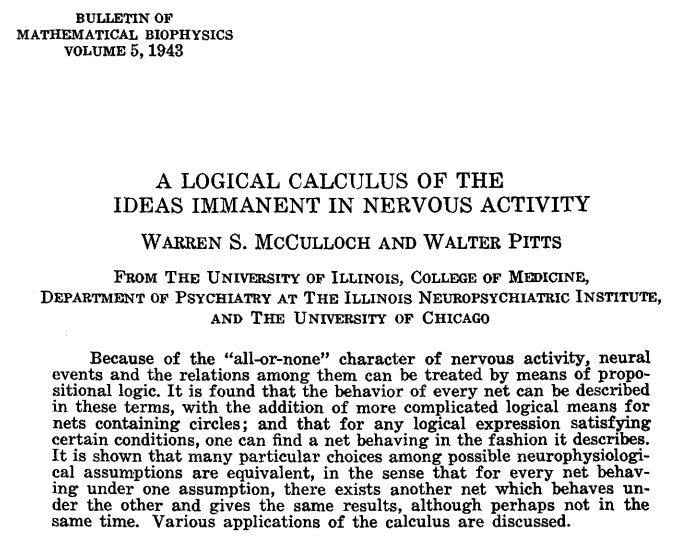 BULLETIN OF
MATHEMATICAL BIOPHYSICS
VOLUME 5, 1943
A LOGICAL CALCULUS OF THE
IDEAS IMMANENT IN NERVOUS ACTIVITY
WARREN S. MCCULLOCH AND WALTER PITTS
FROM THE UNIVERSITY OF ILLINOIS, COLLEGE OF MEDICINE,
DEPARTMENT OF PSYCHIATRY AT THE ILLINOIS NEUROPSYCHIATRIC INSTITUTE,
AND THE UNIVERSITY OF CHICAGO
Because of the “all-or-none” character of nervous activity, neural
events and the relations among them can be treated by means of propo-
sitional logic. It is found that the behavior of every net can be described
in these terms, with the addition of more complicated logical means for
nets containing circles; and that for any logical expression satisfying
certain conditions, one can find a net behaving in the fashion it describes.
It is shown that many particular choices among possible neurophysiologi-
cal assumptions are equivalent, in the sense that for every net behav-
ing under one assumption, there exists another net which behaves un-
der the other and gives the same results, although perhaps not in the
same time. Various applications of the calculus are discussed.